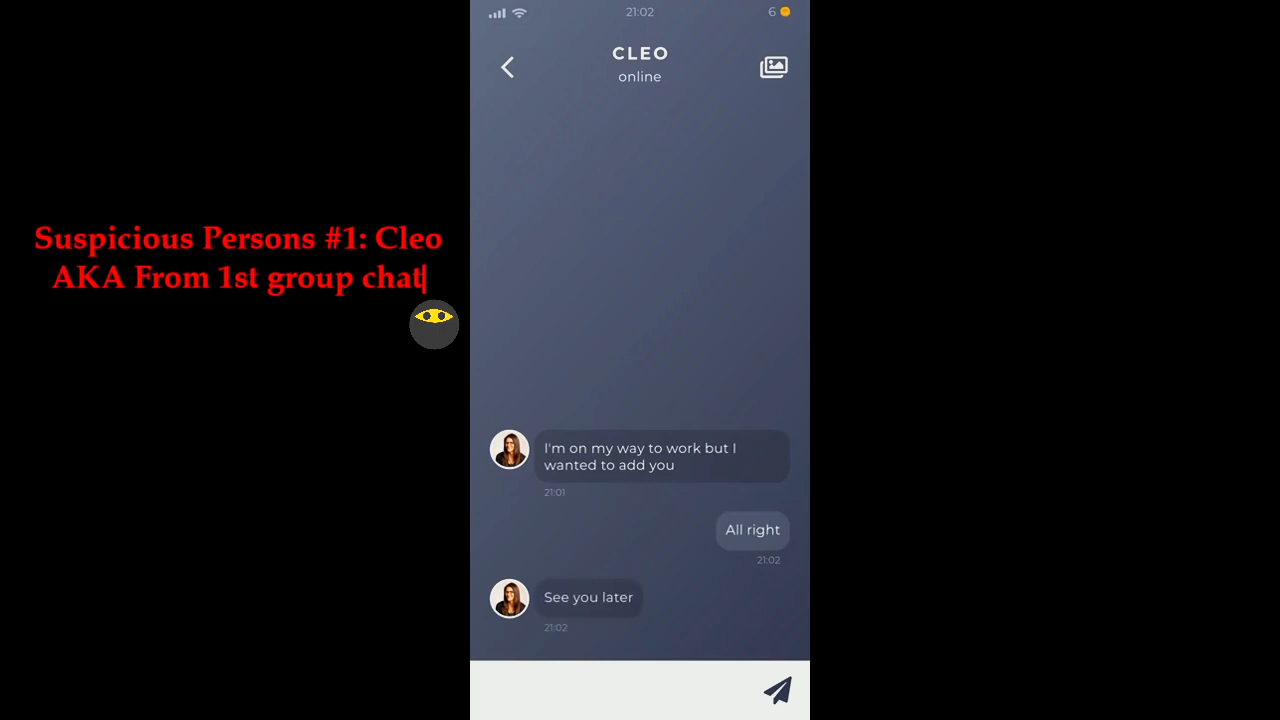 21:02
6
CLEO
online
Suspicious Persons #1: Cleo
AKA From 1st group chat
I'm on my way to work but I
wanted to add you
21:01
All right
21:02
See you later
21:02